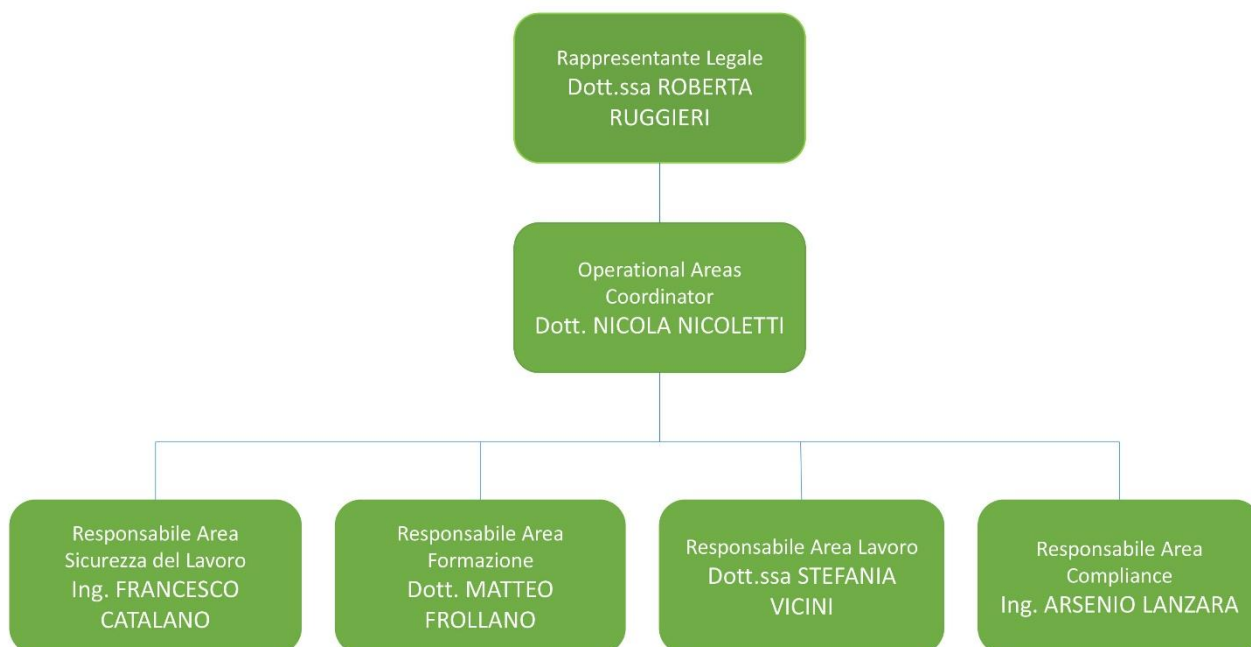 Rappresentante Legale
Dott.ssa ROBERTA
RUGGIERI
Operational Areas
Coordinator
Dott. NICOLA NICOLETTI
Responsabile Area
Sicurezza del Lavoro
Ing. FRANCESCO
CATALANO
Responsabile Area
Formazione
Dott. MATTEO
FROLLANO
Responsabile Area Lavoro
Dott.ssa STEFANIA
VICINI
Responsabile Area
Compliance
Ing. ARSENIO LANZARA